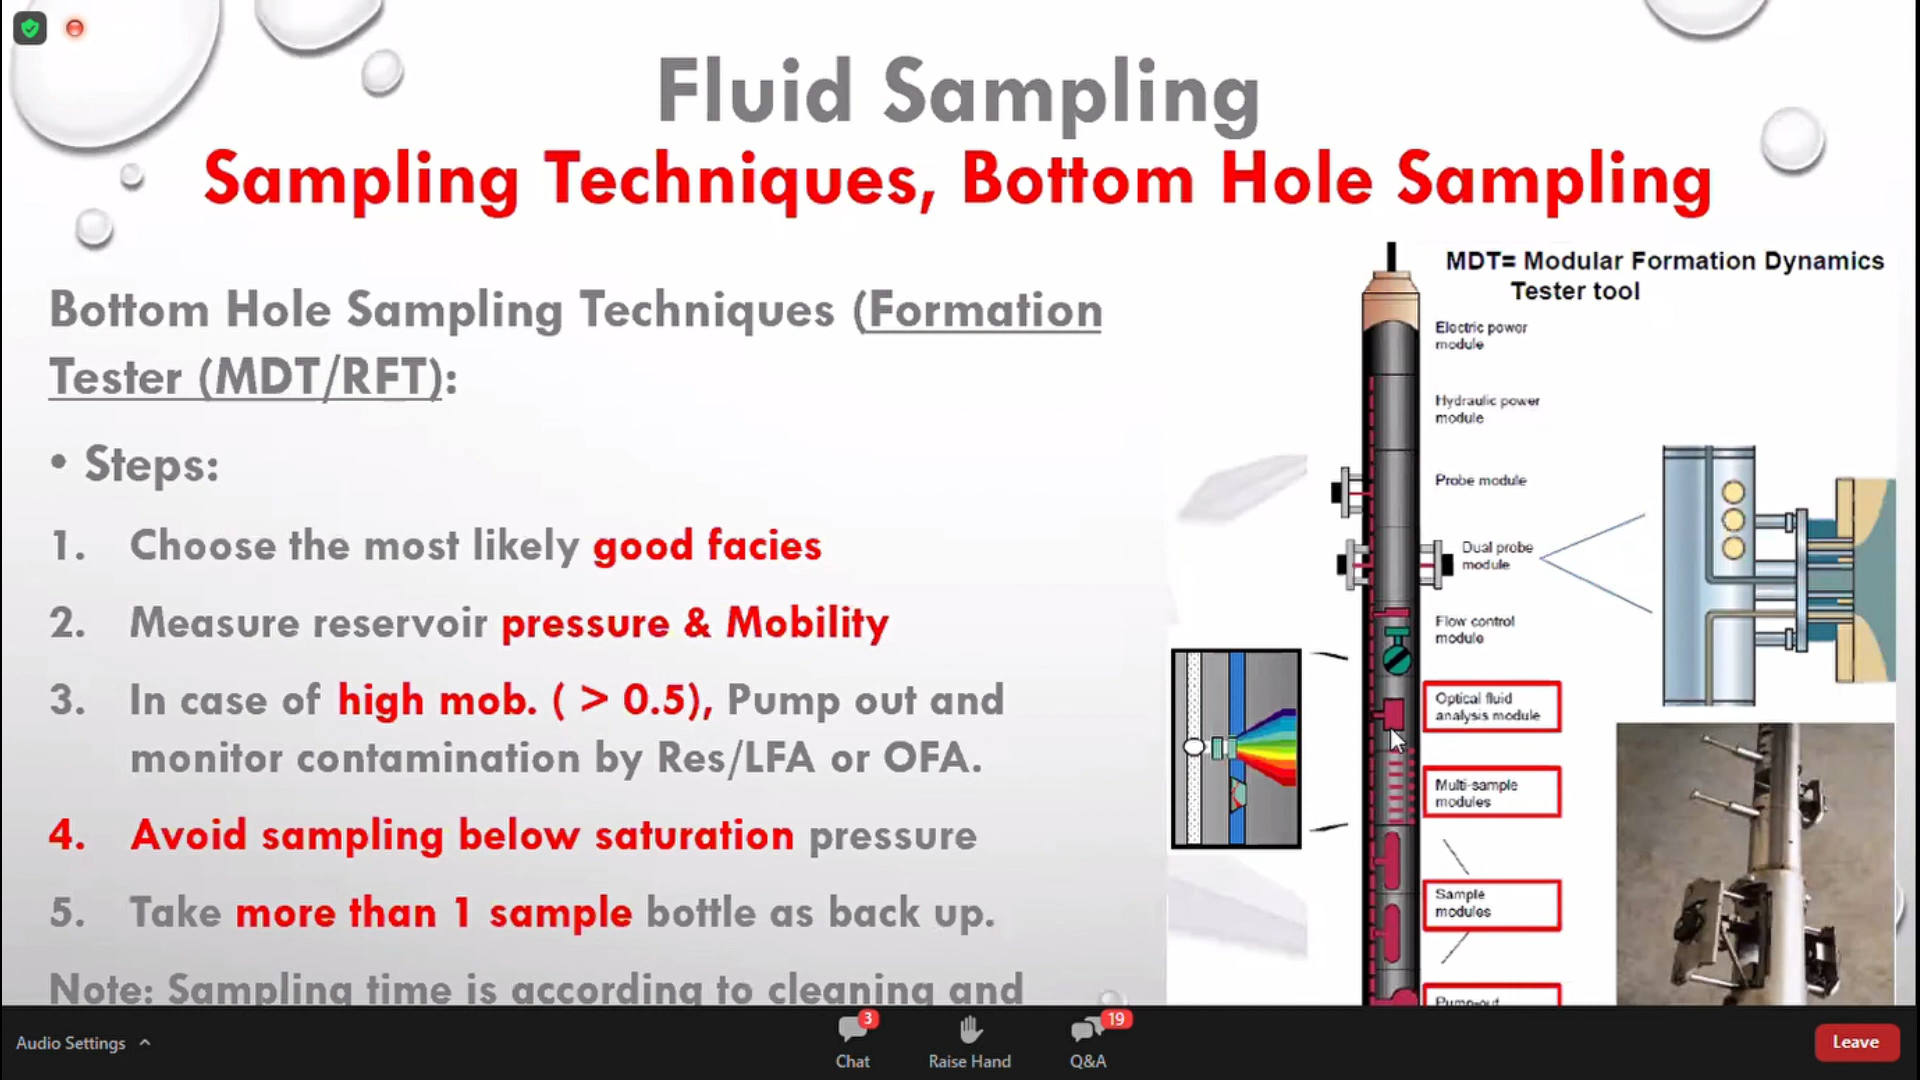 Fluid Sampling
Sampling Techniques, Bottom Hole Sampling
Bottom Hole Sampling Techniques (Formation
Tester (MDT/RFT):
• Steps:
1. Choose the most likely good facies
2. Measure reservoir pressure & Mobility
3. In case of high mob. ( > 0.5), Pump out and
monitor contamination by Res/LFA or OFA.
4. Avoid sampling below saturation pressure
5. Take more than 1 sample bottle as back up.
Note: Sampling time is according to cleaning and
MDT= Modular Formation Dynamics
Tester tool
Electric power
module
Hydraulic power
module
Probe module
Dual probe
module
Flow control
module
Optical fluid
analysis module
Multi-sample
modules
Sample
modules
Pump-out
Audio Settings
3
Chat
Raise Hand
19
Q&A
Leave